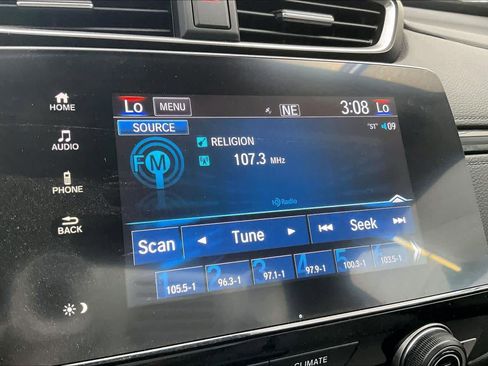 HOME
AUDIO
PHONE
BACK
Lo MENU NE 3:08 Lo
SOURCE "ST" 09
RELIGION
FM 107.3 MHz
HD Radio
Scan Tune Seek
1 2 3 4 5 6
105.5-1 96.3-1 97.1-1 97.9-1 100.3-1 103.5-1
CLIMATE